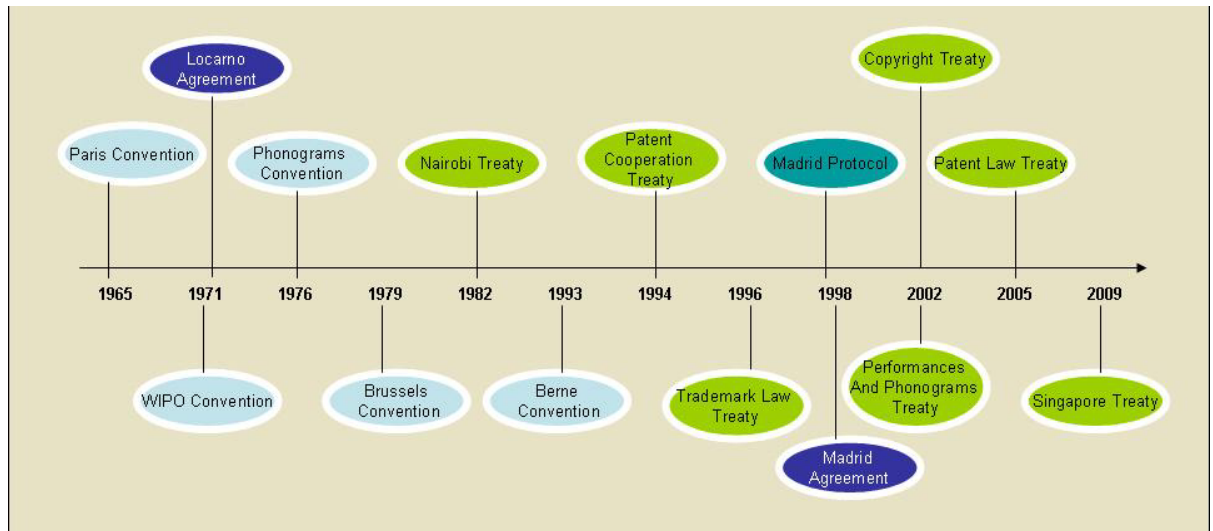 Locarno
Agreement
Copyright Treaty
Paris Convention
Phonograms
Convention
Nairobi Treaty
Patent
Cooperation
Treaty
Madrid Protocol
Patent Law Treaty
1965 1971 1976 1979 1982 1993 1994 1996 1998 2002 2005 2009
WIPO Convention
Brussels
Convention
Berne
Convention
Trademark Law
Treaty
Performances
And Phonograms
Treaty
Singapore Treaty
Madrid
Agreement